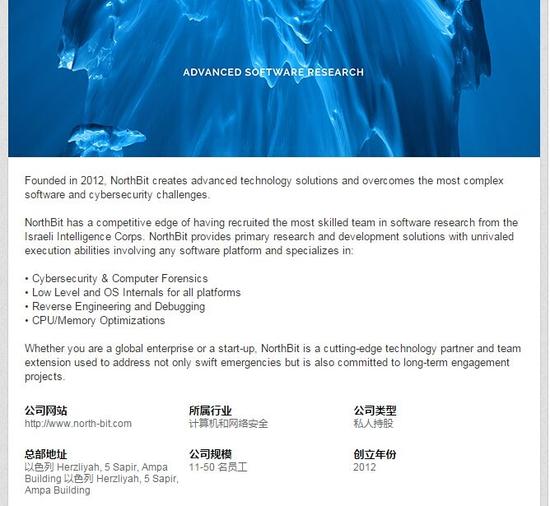 ADVANCED SOFTWARE RESEARCH
Founded in 2012, NorthBit creates advanced technology solutions and overcomes the most complex
software and cybersecurity challenges.
NorthBit has a competitive edge of having recruited the most skilled team in software research from the
Israeli Intelligence Corps. NorthBit provides primary research and development solutions with unrivaled
execution abilities involving any software platform and specializes in:
• Cybersecurity & Computer Forensics
• Low Level and OS Internals for all platforms
• Reverse Engineering and Debugging
• CPU/Memory Optimizations
Whether you are a global enterprise or a start-up, NorthBit is a cutting-edge technology partner and team
extension used to address not only swift emergencies but is also committed to long-term engagement
projects.
公司网站 所属行业 公司类型
http://www.north-bit.com 计算机和网络安全 私人持股
总部地址 公司规模 创立年份
以色列 Herzliyah, 5 Sapir, Ampa 11-50 名员工 2012
Building 以色列 Herzliyah, 5 Sapir,
Ampa Building